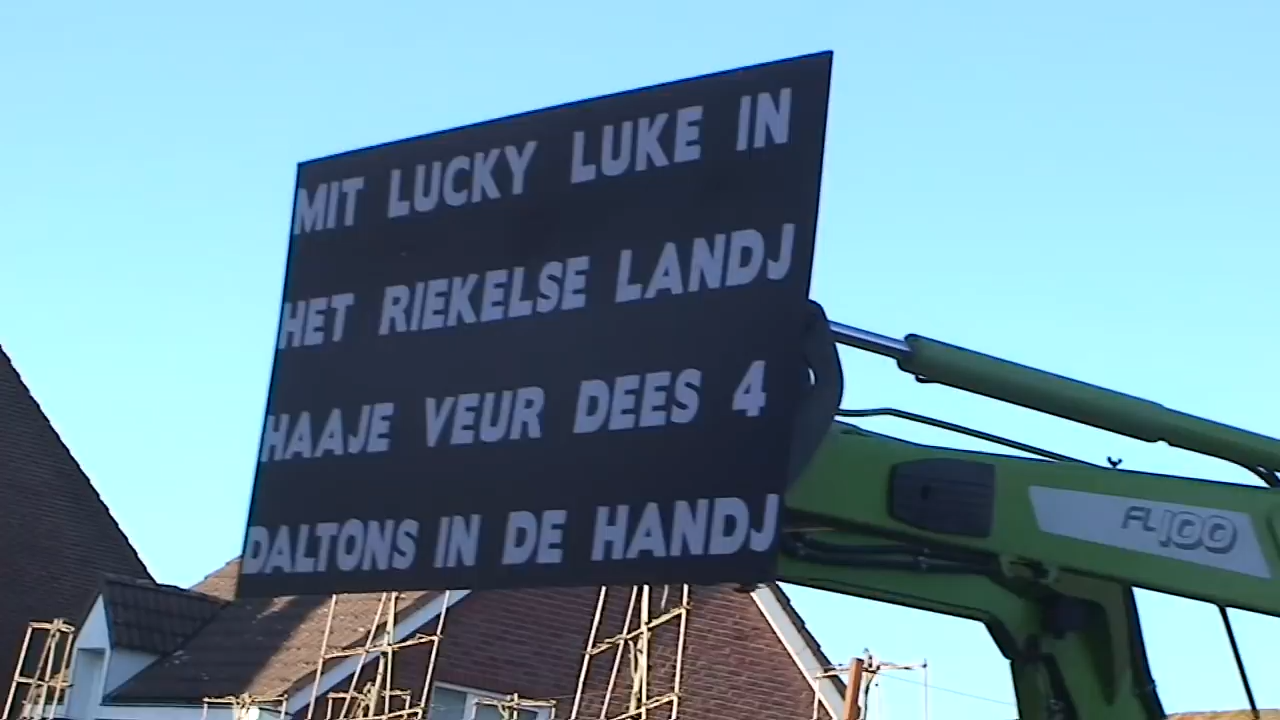 MIT LUCKY LUKE IN
HET RIEKELSE LANDJ
HAAJE VEUR DEES 4
DALTONS IN DE HANDJ
FL100